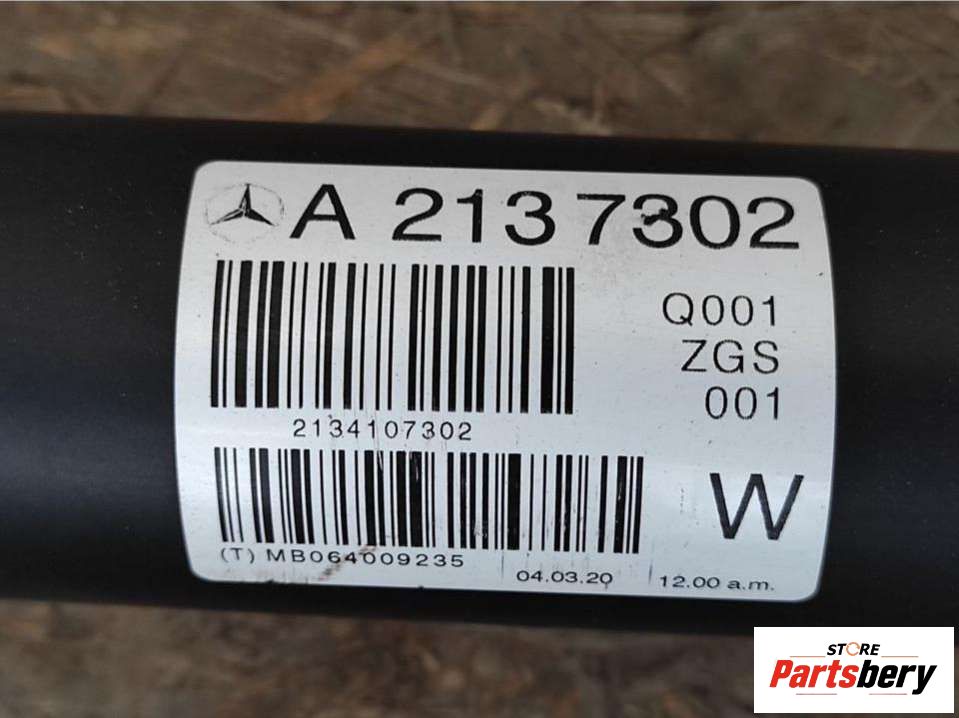 A 213 7302
Q001
ZGS
001
2134107302
W
(T) MB064009235
04.03.20
12.00 a.m.
STORE
Partsbery